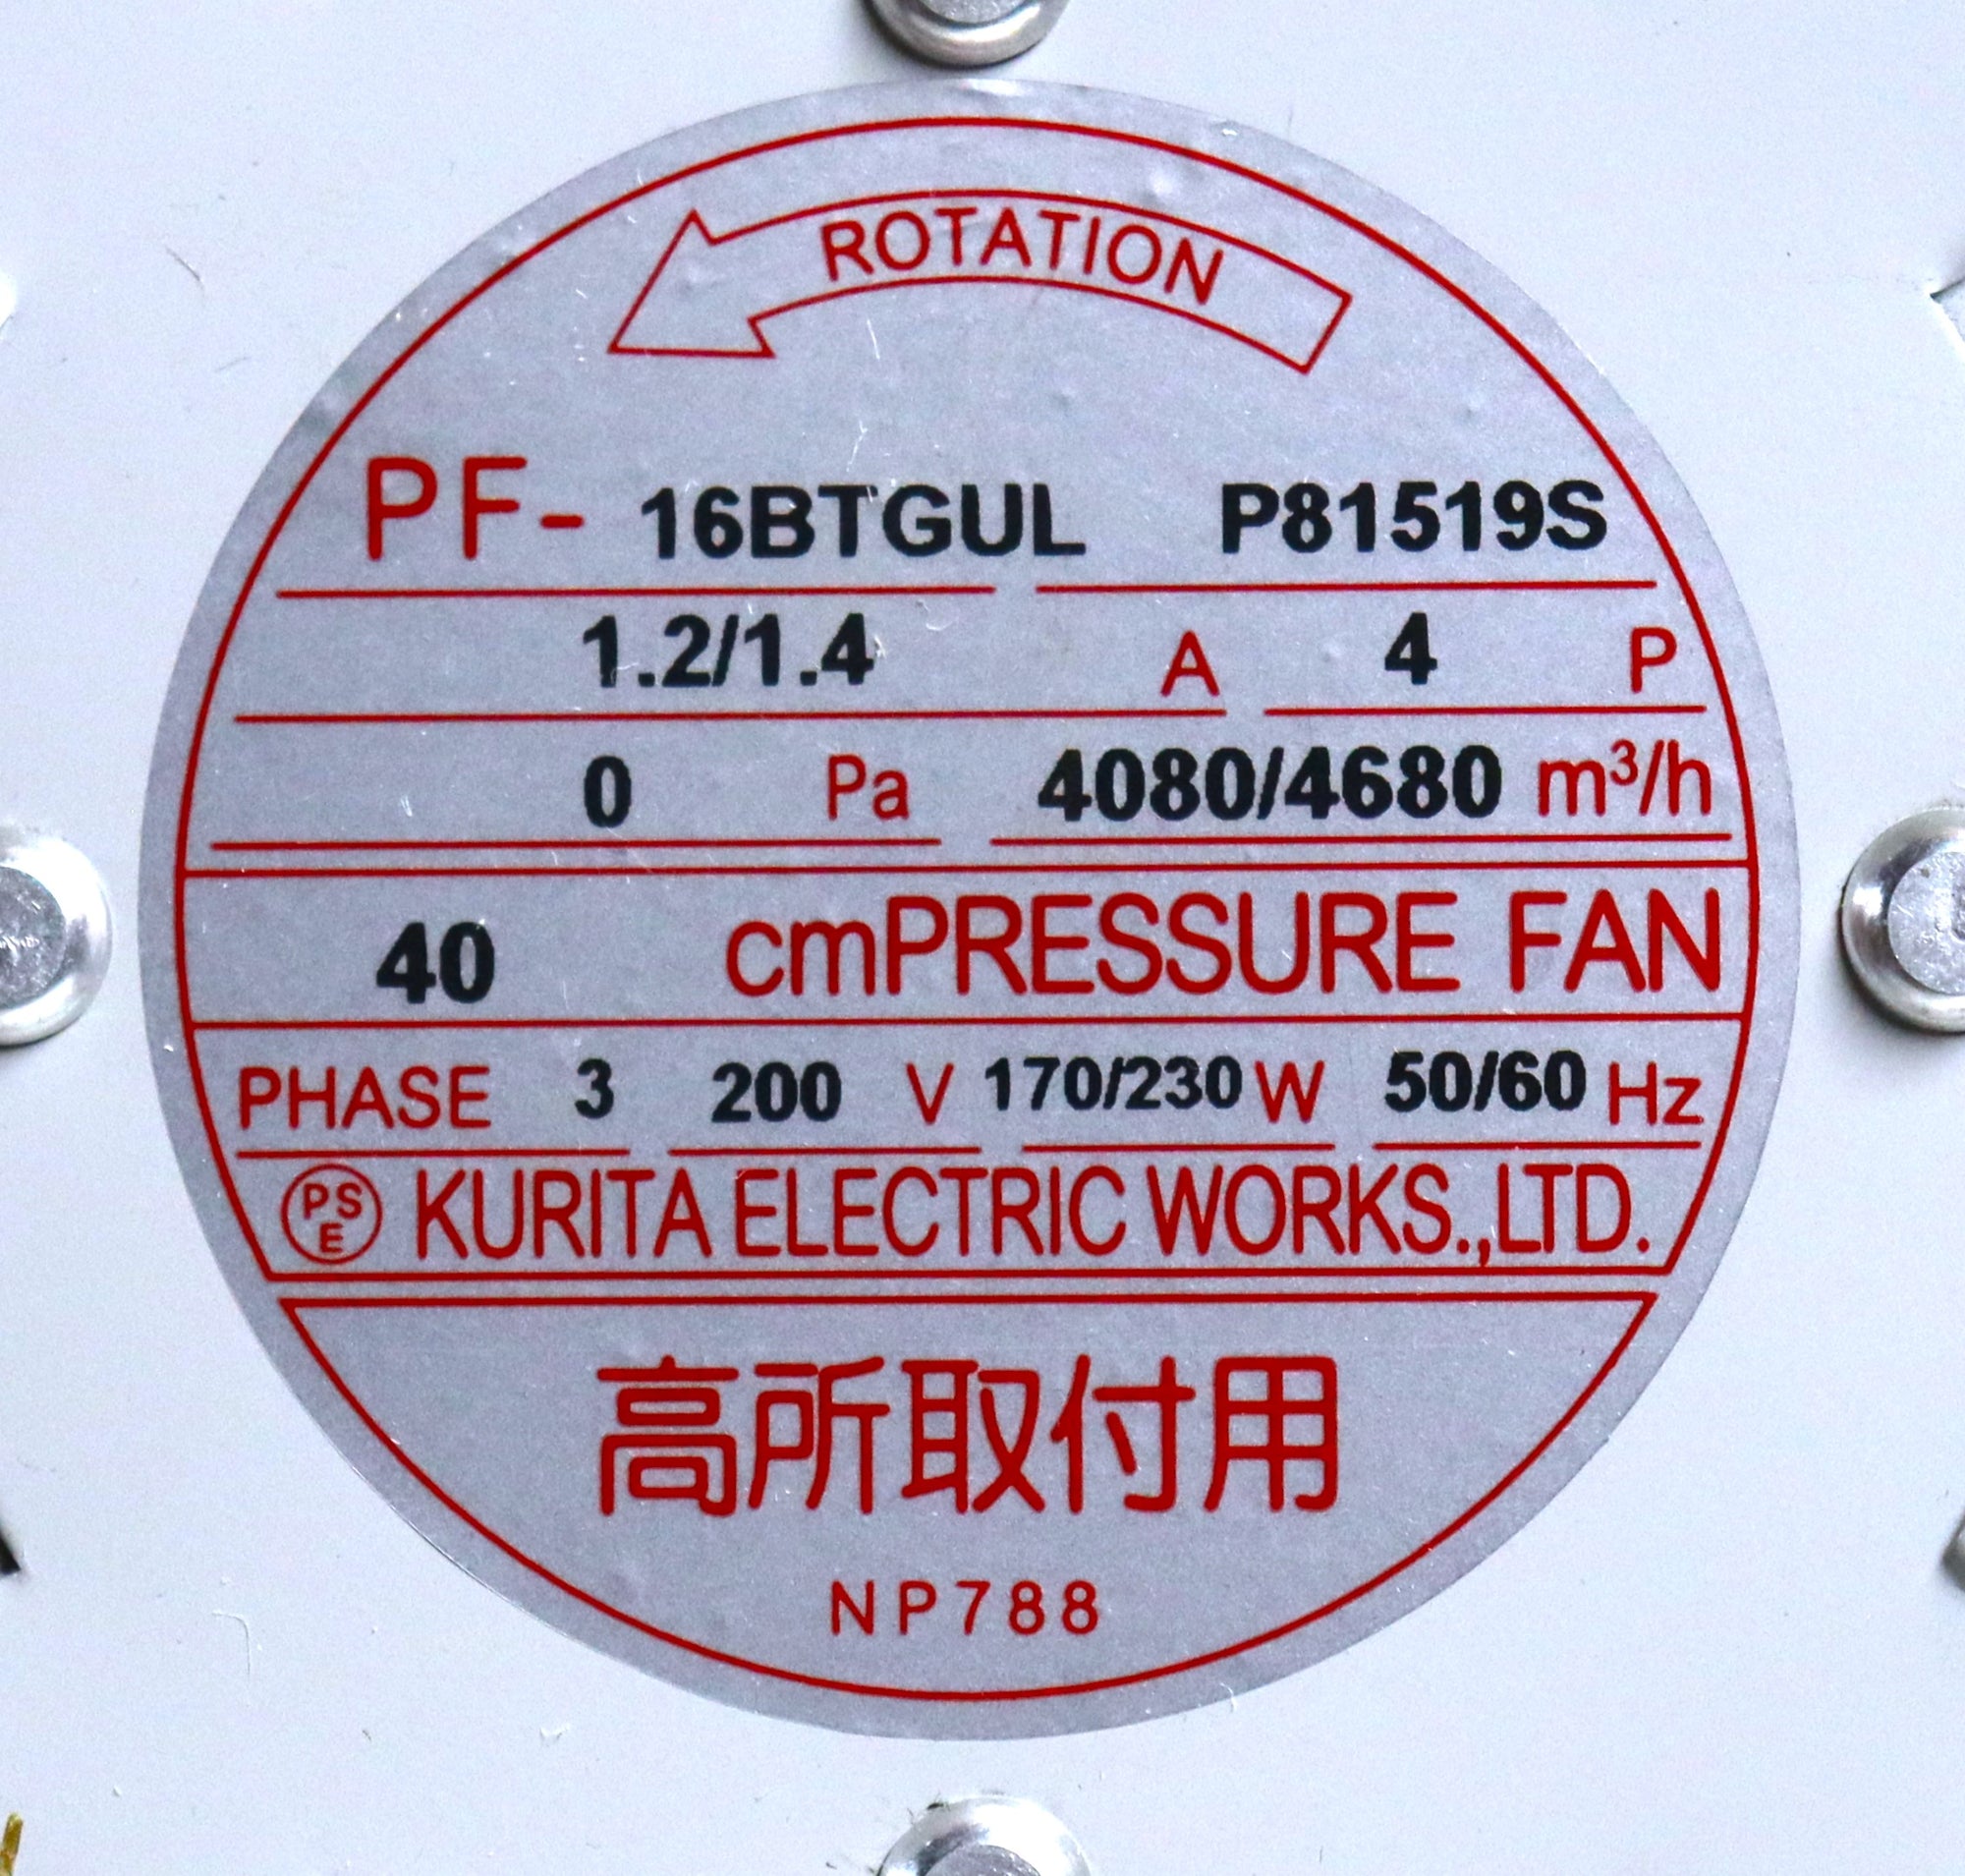 ROTATION
PF- 16BTGUL P81519S
1.2/1.4 A 4 P
0 Pa 4080/4680 m³/h
40 cmPRESSURE FAN
PHASE 3 200 V 170/230 W 50/60 Hz
PSE KURITA ELECTRIC WORKS.,LTD.
高所取付用
NP788